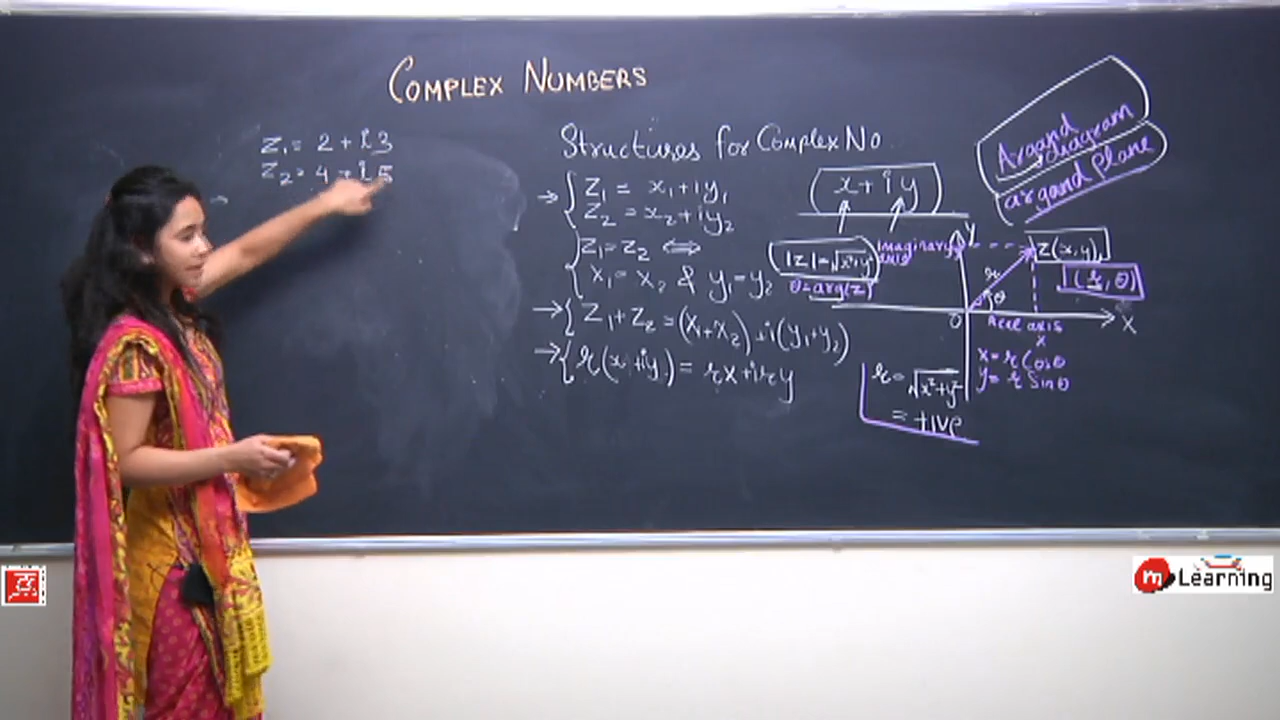 COMPLEX NUMBERS
Z₁= 2 + i3
Z₂= 4 + i5
Structures for Complex No
→ { Z₁ = x₁+iy₁
Z₂ = x₂+iy₂
{ Z₁=Z₂ ⇔
x₁=x₂ & y₁=y₂
→ { Z₁+Z₂=(x₁+x₂)+i(y₁+y₂)
→ { r(x+iy)= rx+iry
x+iy
|Z|=√x²+y²
θ=arg(Z)
Imaginary axis
y
Z(x,y)
(r,θ)
r
θ
O
Real axis
x
X
x=r Cosθ
y= r Sinθ
r=√x²+y²
= +ive
Argand diagram
argand plane
m Learning